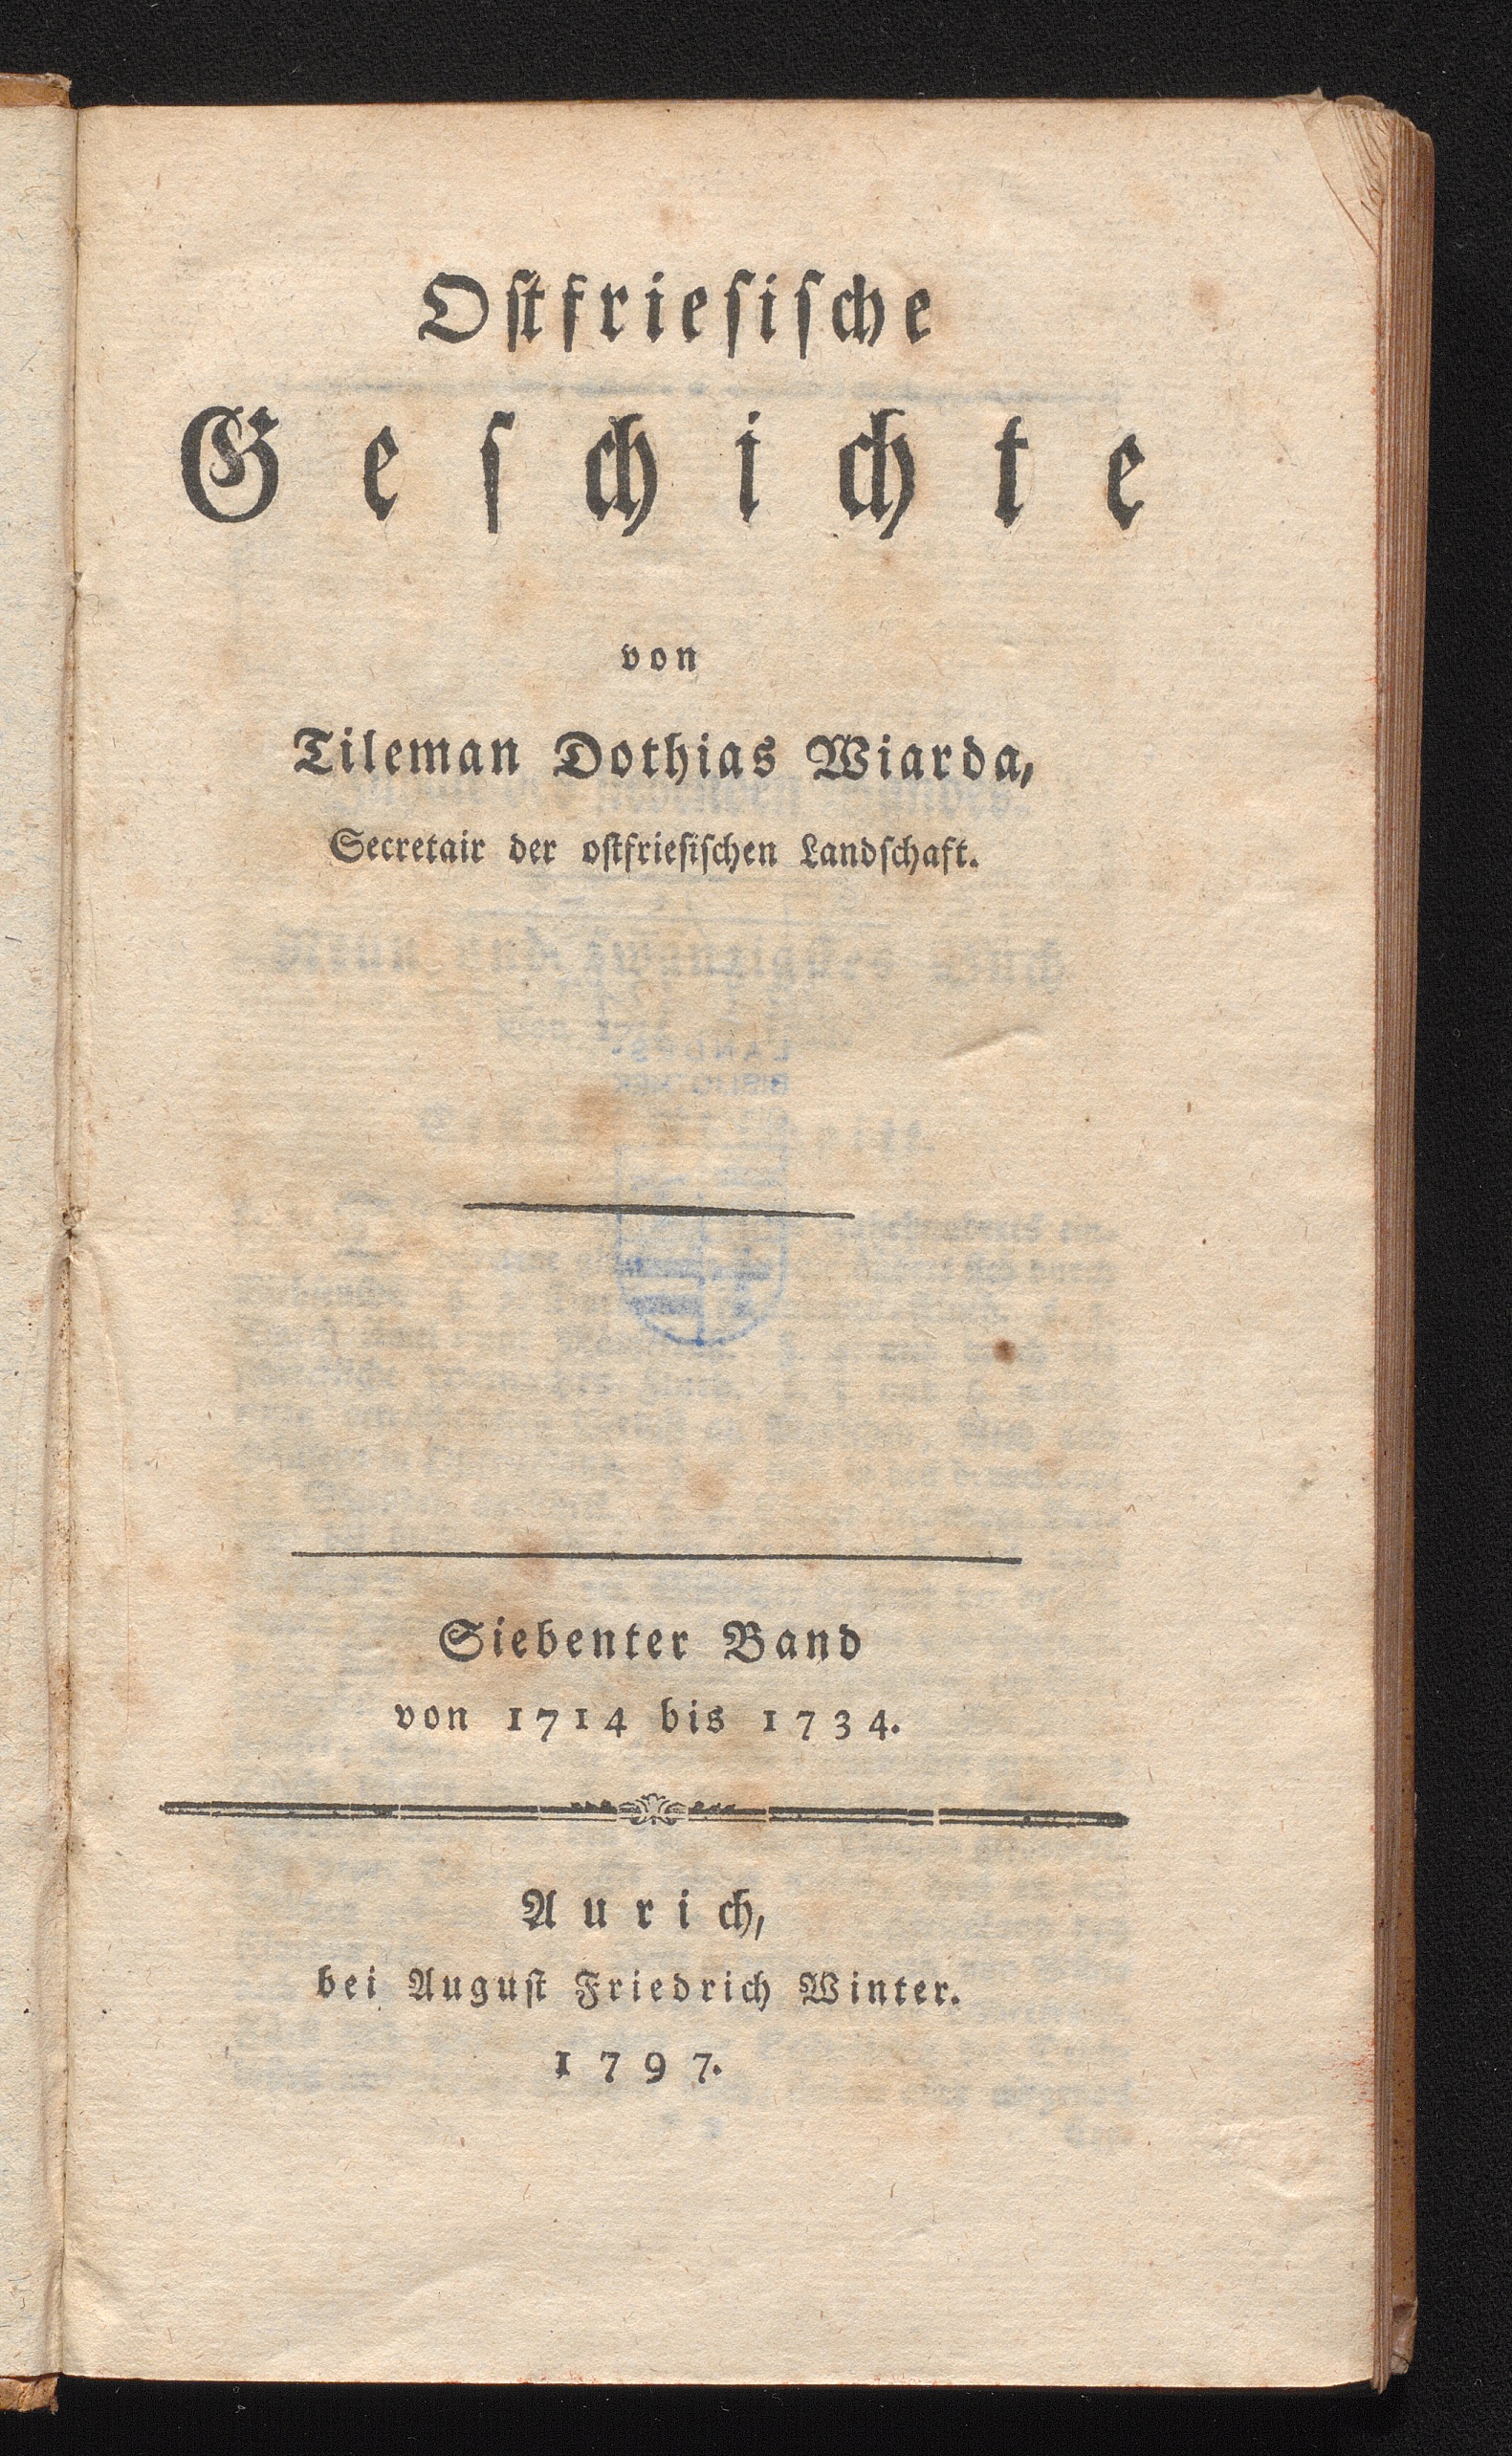 Oſtfrieſiſche
Geſchichte
von
Tileman Dothias Wiarda,
Secretair der oſtfrieſiſchen Landſchaft.
Siebenter Band
von 1714 bis 1734.
Aurich,
bei Auguſt Friedrich Winter.
1797.